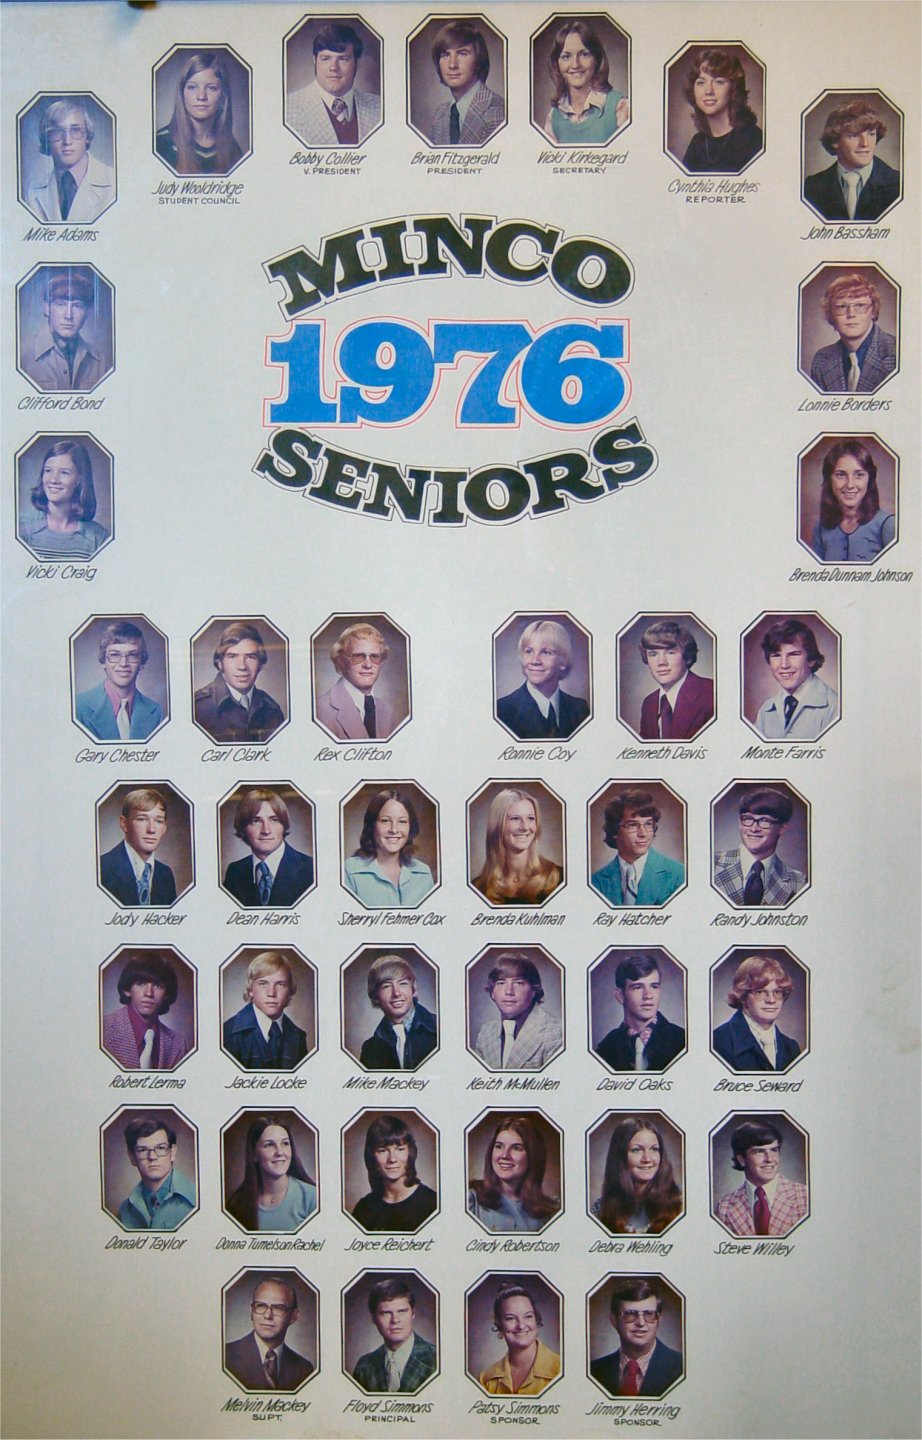 Mike Adams
Judy Wooldridge
STUDENT COUNCIL
Bobby Collier
V. PRESIDENT
Brian Fitzgerald
PRESIDENT
Vicki Kirkegard
SECRETARY
Cynthia Hughes
REPORTER
John Bassham
MINCO
1976
SENIORS
Clifford Bond
Lonnie Borders
Vicki Craig
Brenda Dunnam Johnson
Gary Chester
Carl Clark
Rex Clifton
Ronnie Coy
Kenneth Davis
Monte Farris
Jody Hacker
Dean Harris
Sherryl Fehmer Cox
Brenda Kuhlman
Ray Hatcher
Randy Johnston
Robert Lerma
Jackie Locke
Mike Mackey
Keith McMullen
David Oaks
Bruce Seward
Donald Taylor
Donna Tumelson Rachel
Joyce Reichert
Cindy Robertson
Debra Wehling
Steve Willey
Melvin Mackey
SUPT.
Floyd Simmons
PRINCIPAL
Patsy Simmons
SPONSOR
Jimmy Herring
SPONSOR